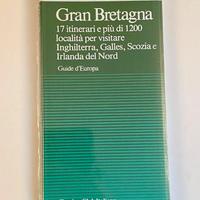 Gran Bretagna
17 itinerari e più di 1200
località per visitare
Inghilterra, Galles, Scozia e
Irlanda del Nord
Guide d'Europa